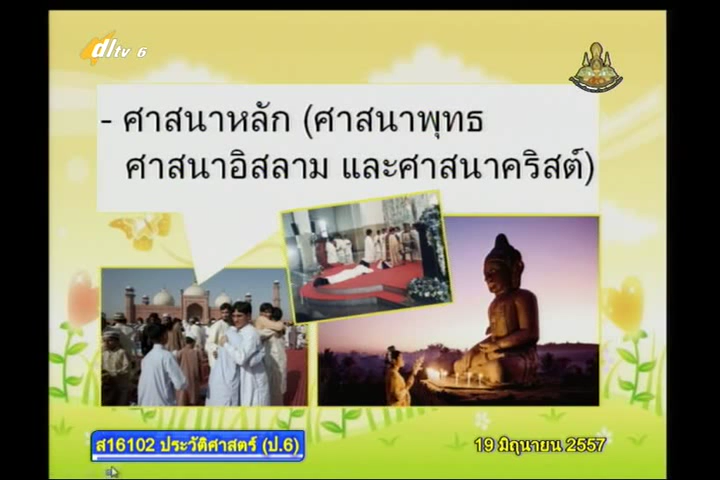 dltv 6
- ศาสนาหลัก (ศาสนาพุทธ
ศาสนาอิสลาม และศาสนาคริสต์)
ส16102 ประวัติศาสตร์ (ป.6)
19 มิถุนายน 2557